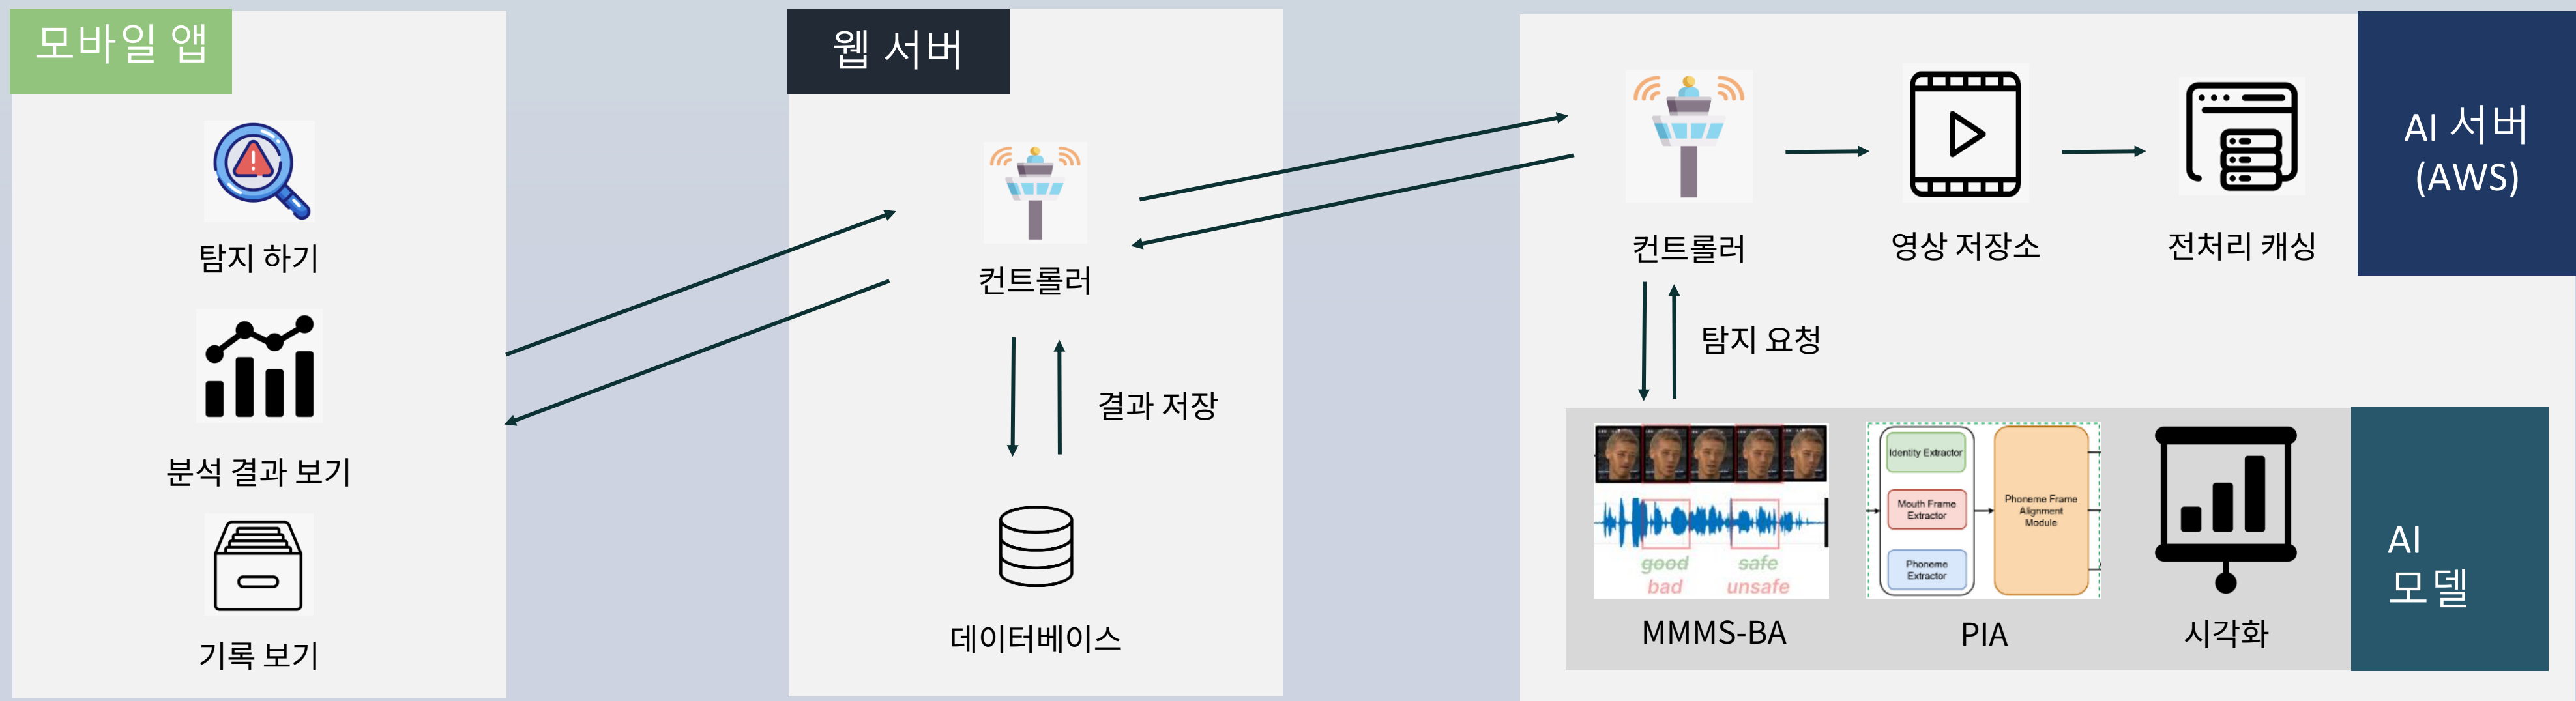 모바일 앱
탐지 하기
분석 결과 보기
기록 보기
웹 서버
컨트롤러
결과 저장
데이터베이스
AI 서버
(AWS)
컨트롤러
영상 저장소
전처리 캐싱
탐지 요청
good
bad
safe
unsafe
MMMS-BA
Identity Extractor
Mouth Frame
Extractor
Phoneme
Extractor
Phoneme Frame
Alignment
Module
PIA
시각화
AI
모델